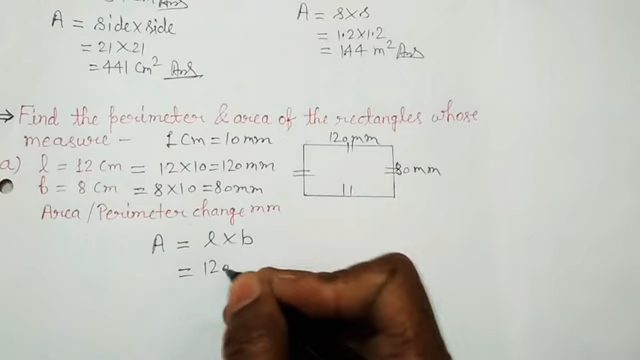 Ans
A = side×side
= 21×21
= 441 cm² Ans
A = s×s
= 1.2×1.2
= 144 m² Ans
⇒ Find the perimeter & area of the rectangles whose
measure – 1 cm = 10 mm
a) l = 12 cm = 12×10 = 120 mm
b = 8 cm = 8×10 = 80 mm
120 mm
80 mm
Area / Perimeter change mm
A = l × b
= 120